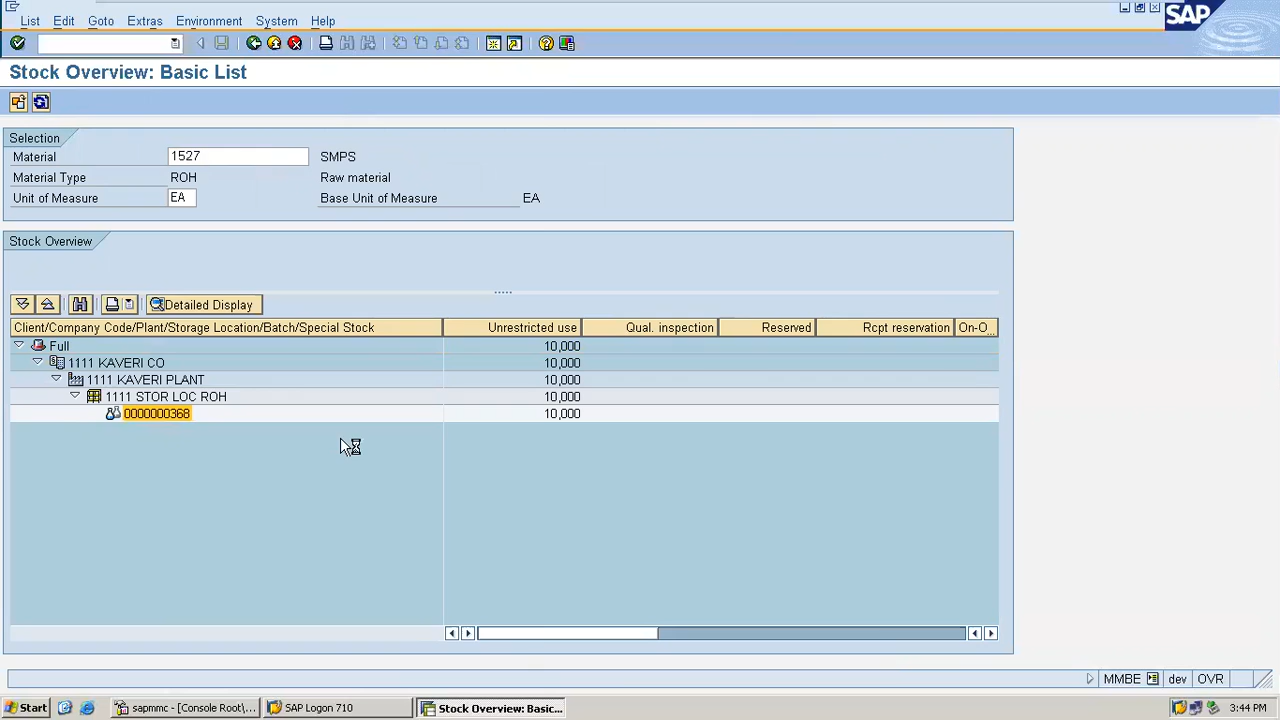 List Edit Goto Extras Environment System Help
SAP
Stock Overview: Basic List
Selection
Material 1527 SMPS
Material Type ROH Raw material
Unit of Measure EA Base Unit of Measure EA
Stock Overview
Detailed Display
Client/Company Code/Plant/Storage Location/Batch/Special Stock Unrestricted use Qual. inspection Reserved Rcpt reservation On-O...
Full 10,000
1111 KAVERI CO 10,000
1111 KAVERI PLANT 10,000
1111 STOR LOC ROH 10,000
0000000368 10,000
MMBE dev OVR
Start sapmmc - [Console Root\... SAP Logon 710 Stock Overview: Basic... 3:44 PM